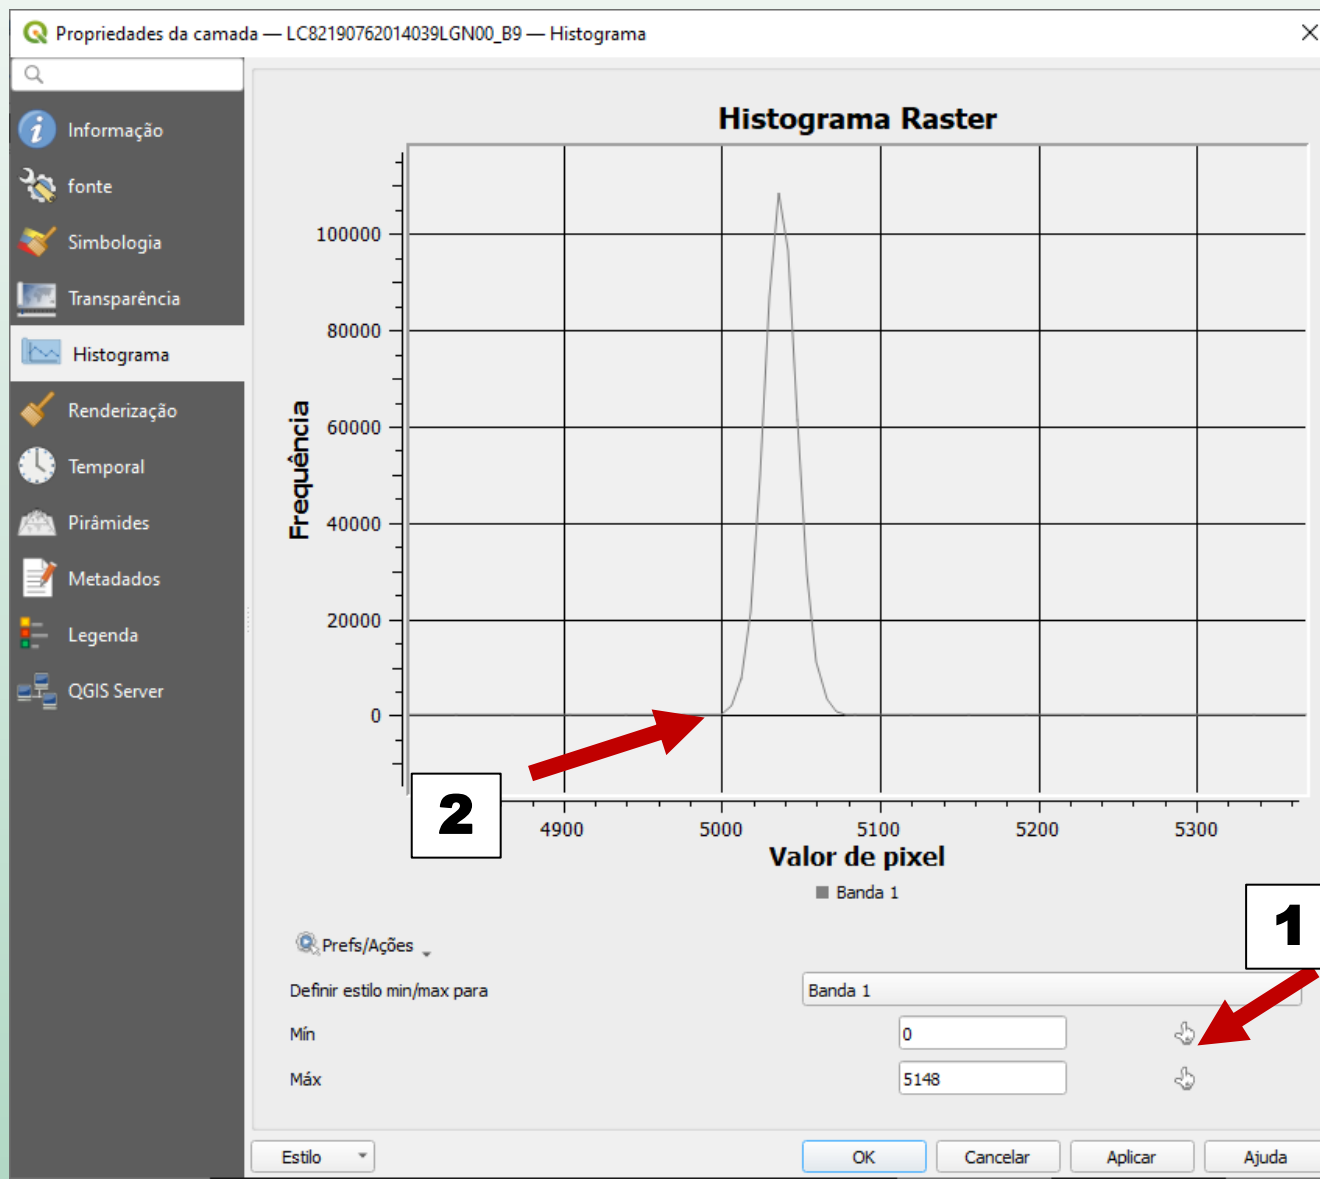 Propriedades da camada — LC82190762014039LGN00_B9 — Histograma
Informação
fonte
Simbologia
Transparência
Histograma
Renderização
Temporal
Pirâmides
Metadados
Legenda
QGIS Server
Histograma Raster
Frequência
100000
80000
60000
40000
20000
0
4900 5000 5100 5200 5300
Valor de pixel
Banda 1
2
1
Prefs/Ações
Definir estilo min/max para Banda 1
Mín 0
Máx 5148
Estilo OK Cancelar Aplicar Ajuda